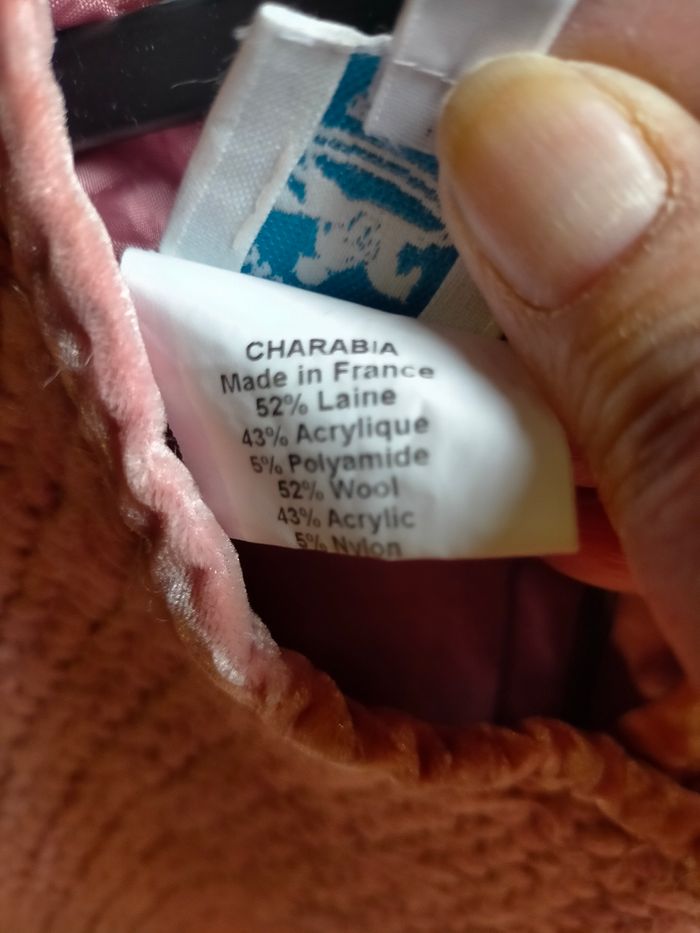 CHARABIA
Made in France
52% Laine
43% Acrylique
5% Polyamide
52% Wool
43% Acrylic
5% Nylon